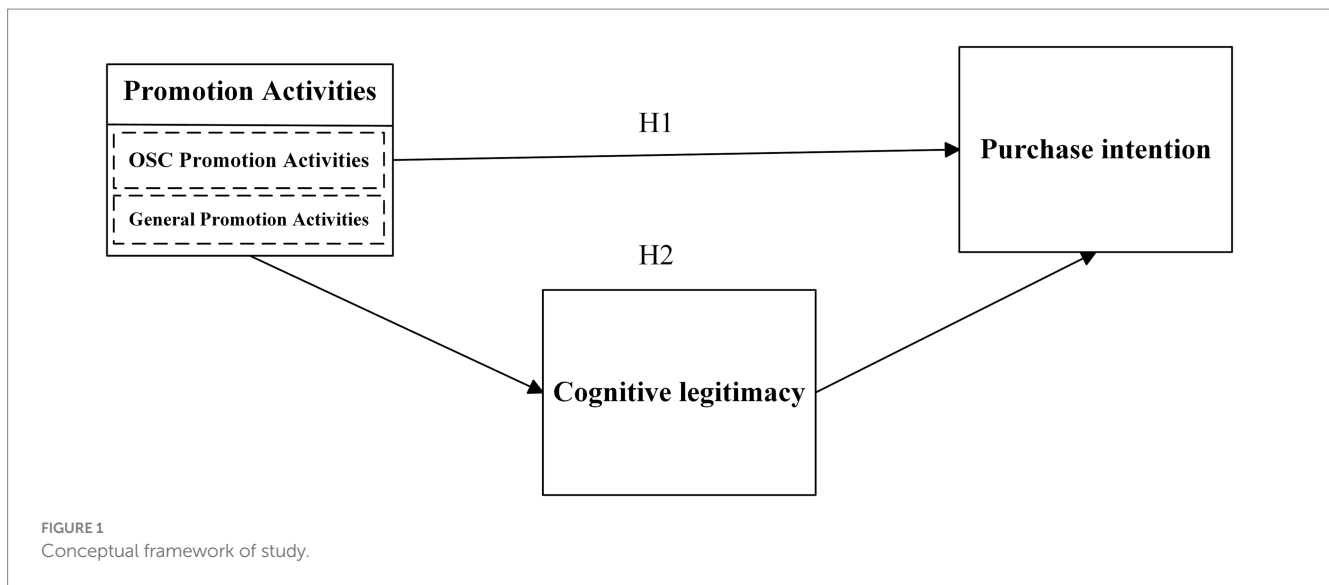 Promotion Activities
OSC Promotion Activities
General Promotion Activities
H1
Purchase intention
H2
Cognitive legitimacy
FIGURE 1
Conceptual framework of study.